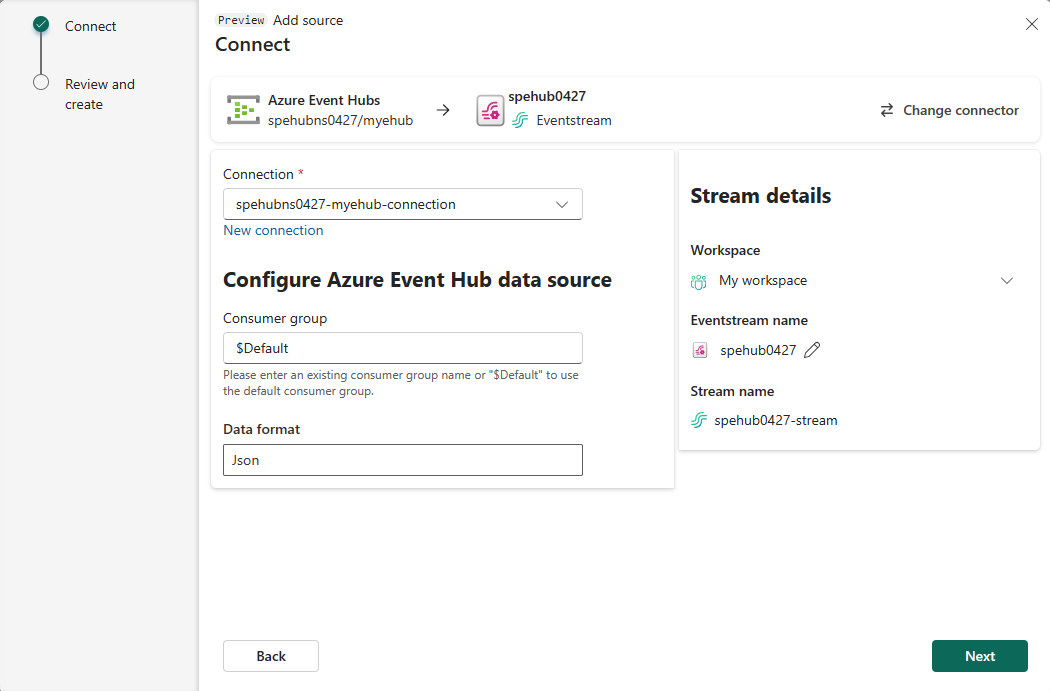 Connect
Review and
create
Preview Add source
Connect
Azure Event Hubs
spehubns0427/myehub
spehub0427
Eventstream
Change connector
Connection *
spehubns0427-myehub-connection
New connection
Configure Azure Event Hub data source
Consumer group
$Default
Please enter an existing consumer group name or "$Default" to use
the default consumer group.
Data format
Json
Stream details
Workspace
My workspace
Eventstream name
spehub0427
Stream name
spehub0427-stream
Back
Next